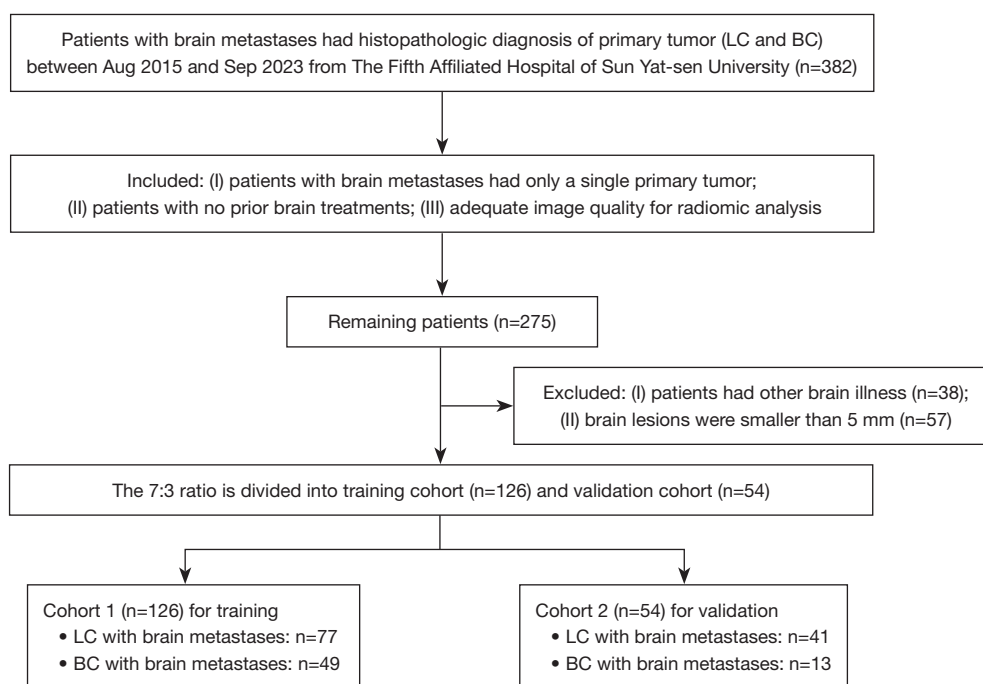 Patients with brain metastases had histopathologic diagnosis of primary tumor (LC and BC)
between Aug 2015 and Sep 2023 from The Fifth Affiliated Hospital of Sun Yat-sen University (n=382)
Included: (I) patients with brain metastases had only a single primary tumor;
(II) patients with no prior brain treatments; (III) adequate image quality for radiomic analysis
Remaining patients (n=275)
Excluded: (I) patients had other brain illness (n=38);
(II) brain lesions were smaller than 5 mm (n=57)
The 7:3 ratio is divided into training cohort (n=126) and validation cohort (n=54)
Cohort 1 (n=126) for training
• LC with brain metastases: n=77
• BC with brain metastases: n=49
Cohort 2 (n=54) for validation
• LC with brain metastases: n=41
• BC with brain metastases: n=13